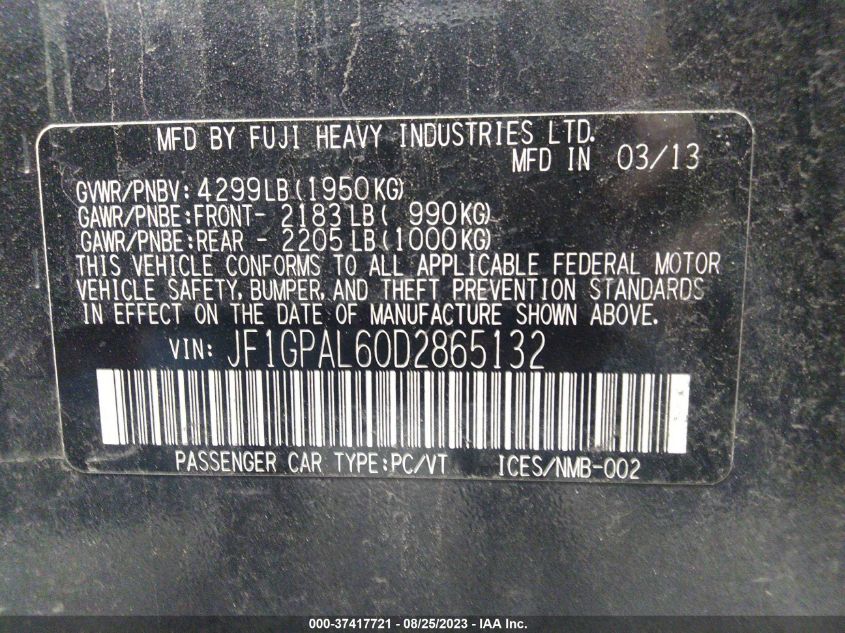 MFD BY FUJI HEAVY INDUSTRIES LTD.
MFD IN 03/13
GVWR/PNBV: 4299LB(1950KG)
GAWR/PNBE:FRONT- 2183LB( 990KG)
GAWR/PNBE:REAR - 2205LB(1000KG)
THIS VEHICLE CONFORMS TO ALL APPLICABLE FEDERAL MOTOR
VEHICLE SAFETY, BUMPER, AND THEFT PREVENTION STANDARDS
IN EFFECT ON THE DATE OF MANUFACTURE SHOWN ABOVE.
VIN: JF1GPAL60D2865132
PASSENGER CAR TYPE:PC/VT ICES/NMB-002
000-37417721 - 08/25/2023 - IAA Inc.